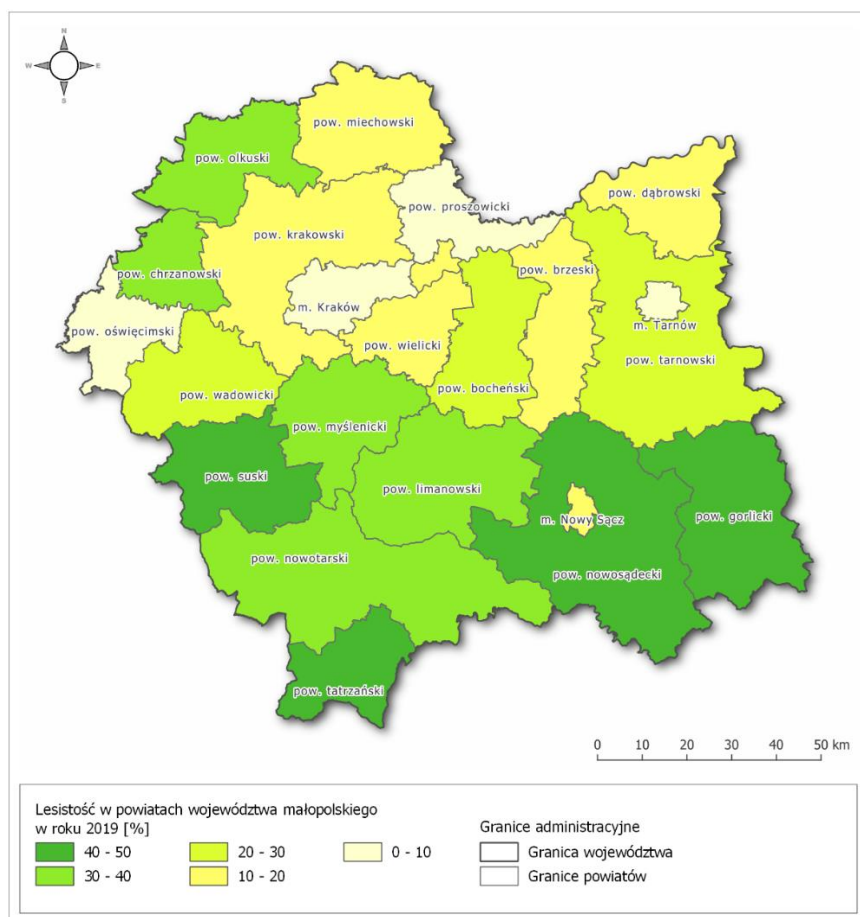 N
W E
S
pow. miechowski
pow. olkuski
pow. dąbrowski
pow. proszowicki
pow. krakowski
pow. brzeski
pow. chrzanowski
m. Kraków
m. Tarnów
pow. oświęcimski
pow. wielicki
pow. tarnowski
pow. bocheński
pow. wadowicki
pow. myślenicki
pow. suski
pow. limanowski
pow. gorlicki
m. Nowy Sącz
pow. nowotarski
pow. nowosądecki
pow. tatrzański
0 10 20 30 40 50 km
Lesistość w powiatach województwa małopolskiego
w roku 2019 [%]
40 - 50
20 - 30
0 - 10
30 - 40
10 - 20
Granice administracyjne
Granica województwa
Granice powiatów